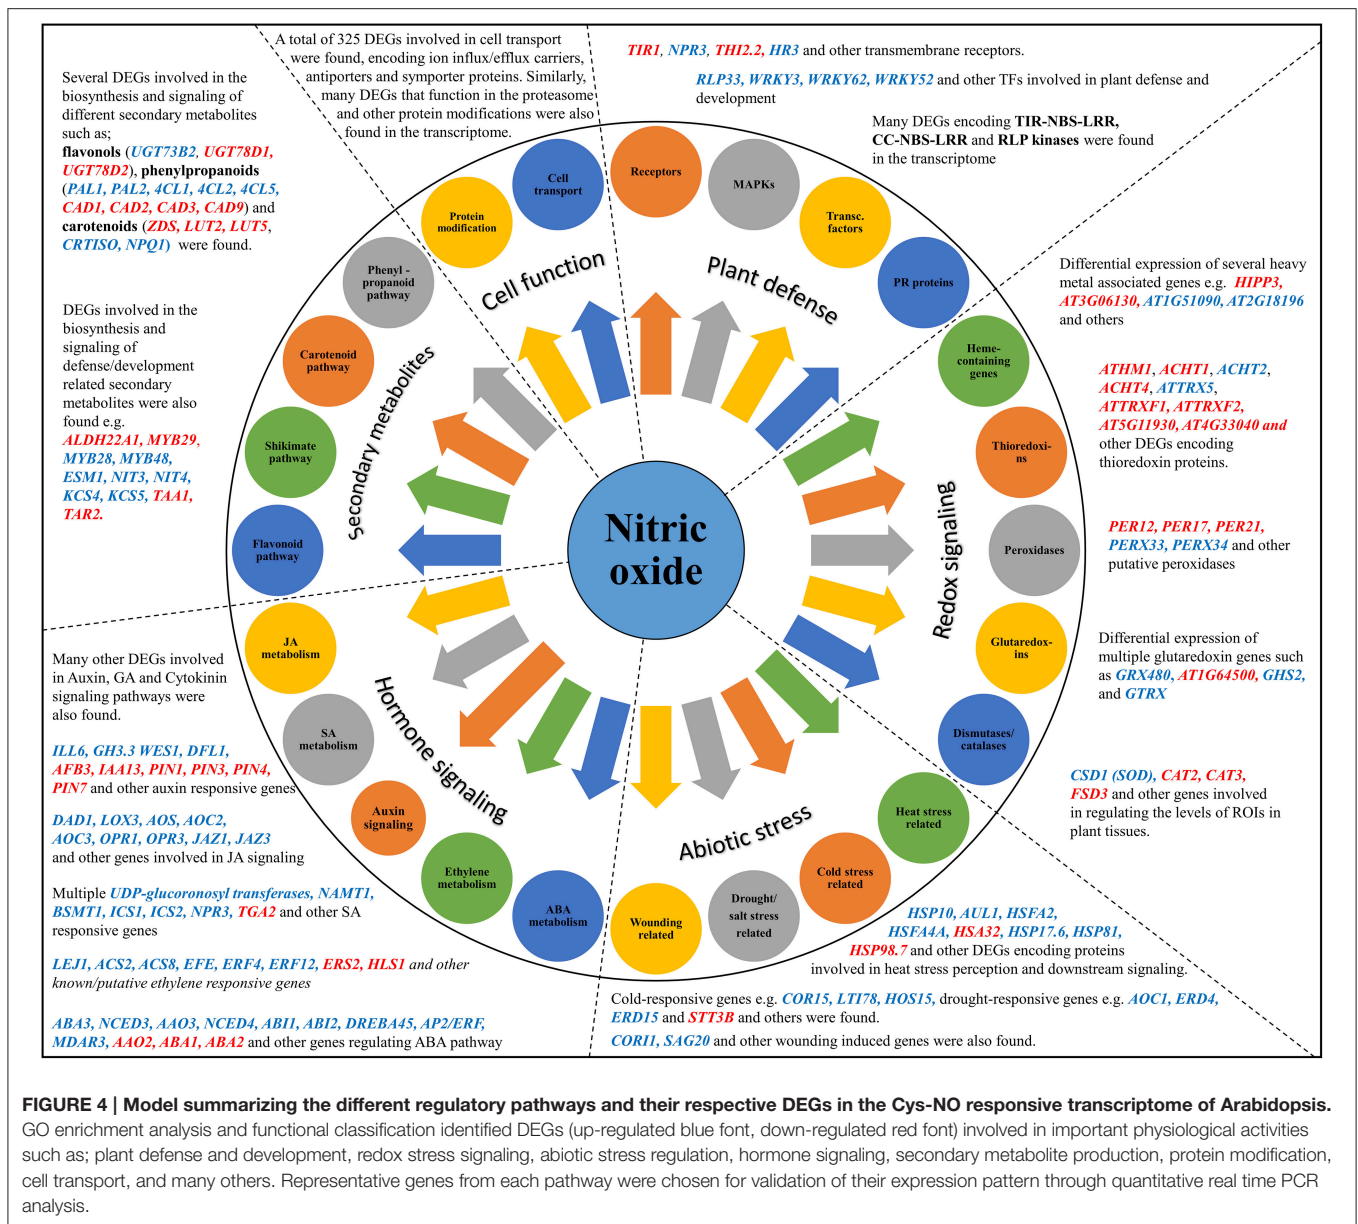 A total of 325 DEGs involved in cell transport
were found, encoding ion influx/efflux carriers,
antiporters and symporter proteins. Similarly,
many DEGs that function in the proteasome
and other protein modifications were also
found in the transcriptome.
TIR1, NPR3, THI2.2, HR3 and other transmembrane receptors.
RLP33, WRKY3, WRKY62, WRKY52 and other TFs involved in plant defense and
development
Many DEGs encoding TIR-NBS-LRR,
CC-NBS-LRR and RLP kinases were found
in the transcriptome
Several DEGs involved in the
biosynthesis and signaling of
different secondary metabolites
such as;
flavonols (UGT73B2, UGT78D1,
UGT78D2), phenylpropanoids
(PAL1, PAL2, 4CL1, 4CL2, 4CL5,
CAD1, CAD2, CAD3, CAD9) and
carotenoids (ZDS, LUT2, LUT5,
CRTISO, NPQ1) were found.
DEGs involved in the
biosynthesis and
signaling of
defense/development
related secondary
metabolites were also
found e.g.
ALDH22A1, MYB29,
MYB28, MYB48,
ESM1, NIT3, NIT4,
KCS4, KCS5, TAA1,
TAR2.
Cell
transport
Receptors
MAPKs
Transc.
factors
PR proteins
Heme-
containing
genes
Thioredoxi-
ns
Peroxidases
Glutaredox-
ins
Dismutases/
catalases
Heat stress
related
Cold stress
related
Drought/
salt stress
related
Wounding
related
ABA
metabolism
Ethylene
metabolism
Auxin
signaling
SA
metabolism
JA
metabolism
Flavonoid
pathway
Shikimate
pathway
Carotenoid
pathway
Phenyl -
propanoid
pathway
Protein
modification
Cell function
Plant defense
Redox signaling
Abiotic stress
Hormone signaling
Secondary metabolites
Nitric
oxide
Differential expression of several heavy
metal associated genes e.g. HIPP3,
AT3G06130, AT1G51090, AT2G18196
and others
ATHM1, ACHT1, ACHT2,
ACHT4, ATTRX5,
ATTRXF1, ATTRXF2,
AT5G11930, AT4G33040 and
other DEGs encoding
thioredoxin proteins.
PER12, PER17, PER21,
PERX33, PERX34 and other
putative peroxidases
Differential expression of
multiple glutaredoxin genes such
as GRX480, AT1G64500, GHS2,
and GTRX
CSD1 (SOD), CAT2, CAT3,
FSD3 and other genes involved
in regulating the levels of ROIs in
plant tissues.
Many other DEGs involved
in Auxin, GA and Cytokinin
signaling pathways were
also found.
ILL6, GH3.3 WES1, DFL1,
AFB3, IAA13, PIN1, PIN3, PIN4,
PIN7 and other auxin responsive genes
DAD1, LOX3, AOS, AOC2,
AOC3, OPR1, OPR3, JAZ1, JAZ3
and other genes involved in JA signaling
Multiple UDP-glucoronosyl transferases, NAMT1,
BSMT1, ICS1, ICS2, NPR3, TGA2 and other SA
responsive genes
LEJ1, ACS2, ACS8, EFE, ERF4, ERF12, ERS2, HLS1 and other
known/putative ethylene responsive genes
ABA3, NCED3, AAO3, NCED4, ABI1, ABI2, DREBA45, AP2/ERF,
MDAR3, AAO2, ABA1, ABA2 and other genes regulating ABA pathway
HSP10, AUL1, HSFA2,
HSFA4A, HSA32, HSP17.6, HSP81,
HSP98.7 and other DEGs encoding proteins
involved in heat stress perception and downstream signaling.
Cold-responsive genes e.g. COR15, LTI78, HOS15, drought-responsive genes e.g. AOC1, ERD4,
ERD15 and STT3B and others were found.
CORI1, SAG20 and other wounding induced genes were also found.
FIGURE 4 | Model summarizing the different regulatory pathways and their respective DEGs in the Cys-NO responsive transcriptome of Arabidopsis.
GO enrichment analysis and functional classification identified DEGs (up-regulated blue font, down-regulated red font) involved in important physiological activities
such as; plant defense and development, redox stress signaling, abiotic stress regulation, hormone signaling, secondary metabolite production, protein modification,
cell transport, and many others. Representative genes from each pathway were chosen for validation of their expression pattern through quantitative real time PCR
analysis.